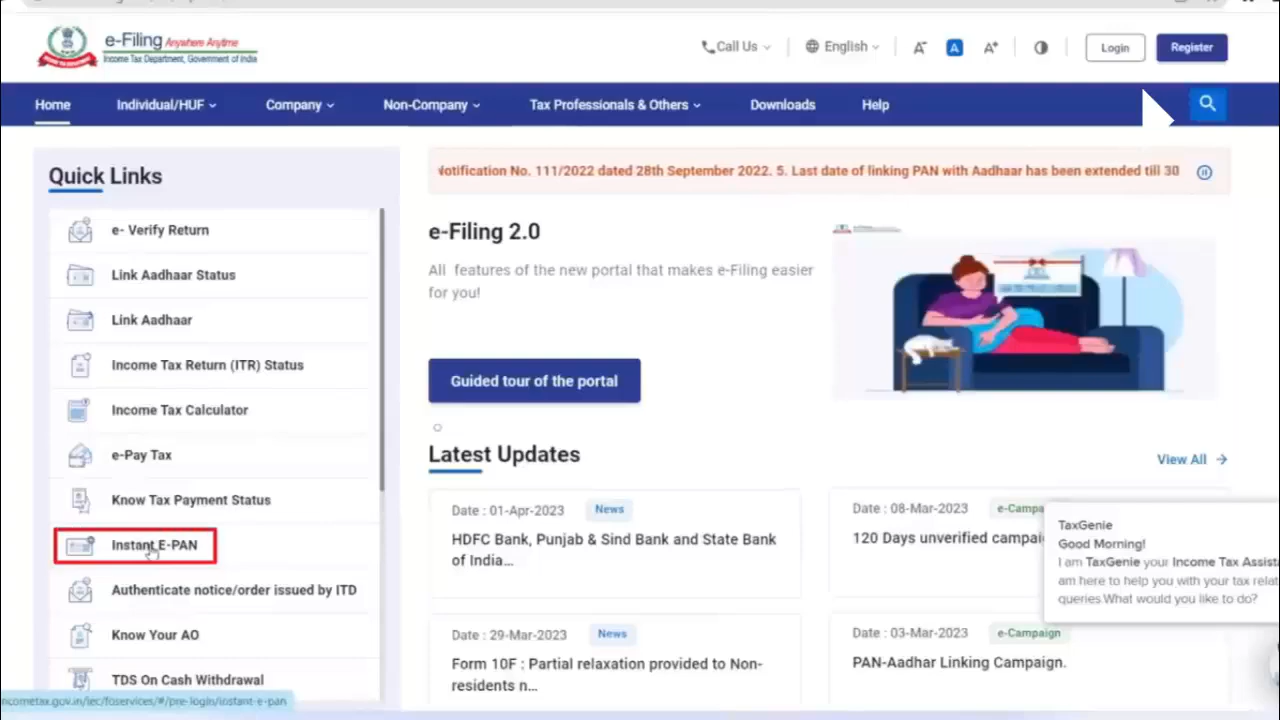 e-Filing Anywhere Anytime
Income Tax Department, Government of India
Call Us
English
A-
A
A+
Login
Register
Home
Individual/HUF
Company
Non-Company
Tax Professionals & Others
Downloads
Help
Quick Links
e- Verify Return
Link Aadhaar Status
Link Aadhaar
Income Tax Return (ITR) Status
Income Tax Calculator
e-Pay Tax
Know Tax Payment Status
Instant E-PAN
Authenticate notice/order issued by ITD
Know Your AO
TDS On Cash Withdrawal
ncometax.gov.in/iec/foservices/#/pre-login/instant-e-pan
Notification No. 111/2022 dated 28th September 2022. 5. Last date of linking PAN with Aadhaar has been extended till 30
e-Filing 2.0
All features of the new portal that makes e-Filing easier
for you!
Guided tour of the portal
Latest Updates
View All
Date : 01-Apr-2023
News
HDFC Bank, Punjab & Sind Bank and State Bank
of India...
Date : 08-Mar-2023
e-Campa
120 Days unverified campai
Date : 29-Mar-2023
News
Form 10F : Partial relaxation provided to Non-
residents n...
Date : 03-Mar-2023
e-Campaign
PAN-Aadhar Linking Campaign.
TaxGenie
Good Morning!
I am TaxGenie your Income Tax Assist
am here to help you with your tax relat
queries.What would you like to do?